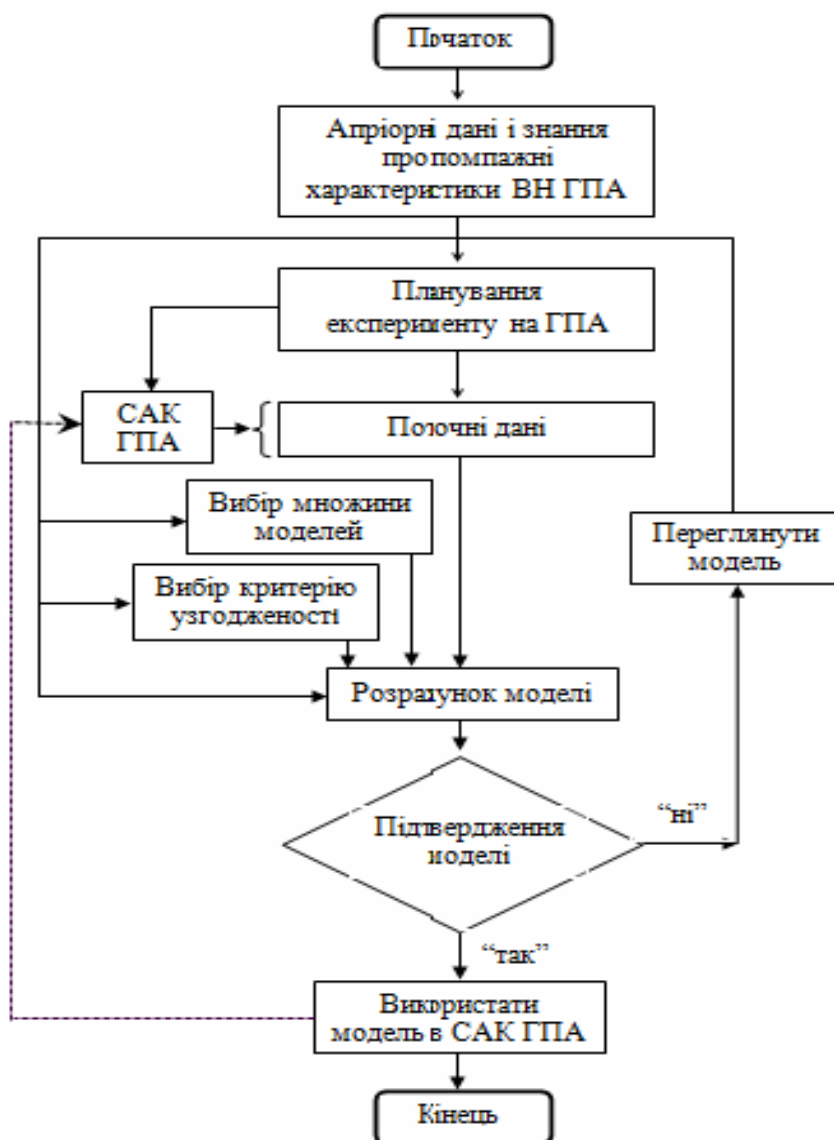 Початок
Апріорні дані і знання
про помпажні
характеристики ВН ГПА
Планування
експерименту на ГПА
САК
ГПА
Поточні дані
Вибір множини
моделей
Переглянути
модель
Вибір критерію
узгодженості
Розрахунок моделі
Підтвердження
моделі
“ні”
“так”
Використати
модель в САК ГПА
Кінець